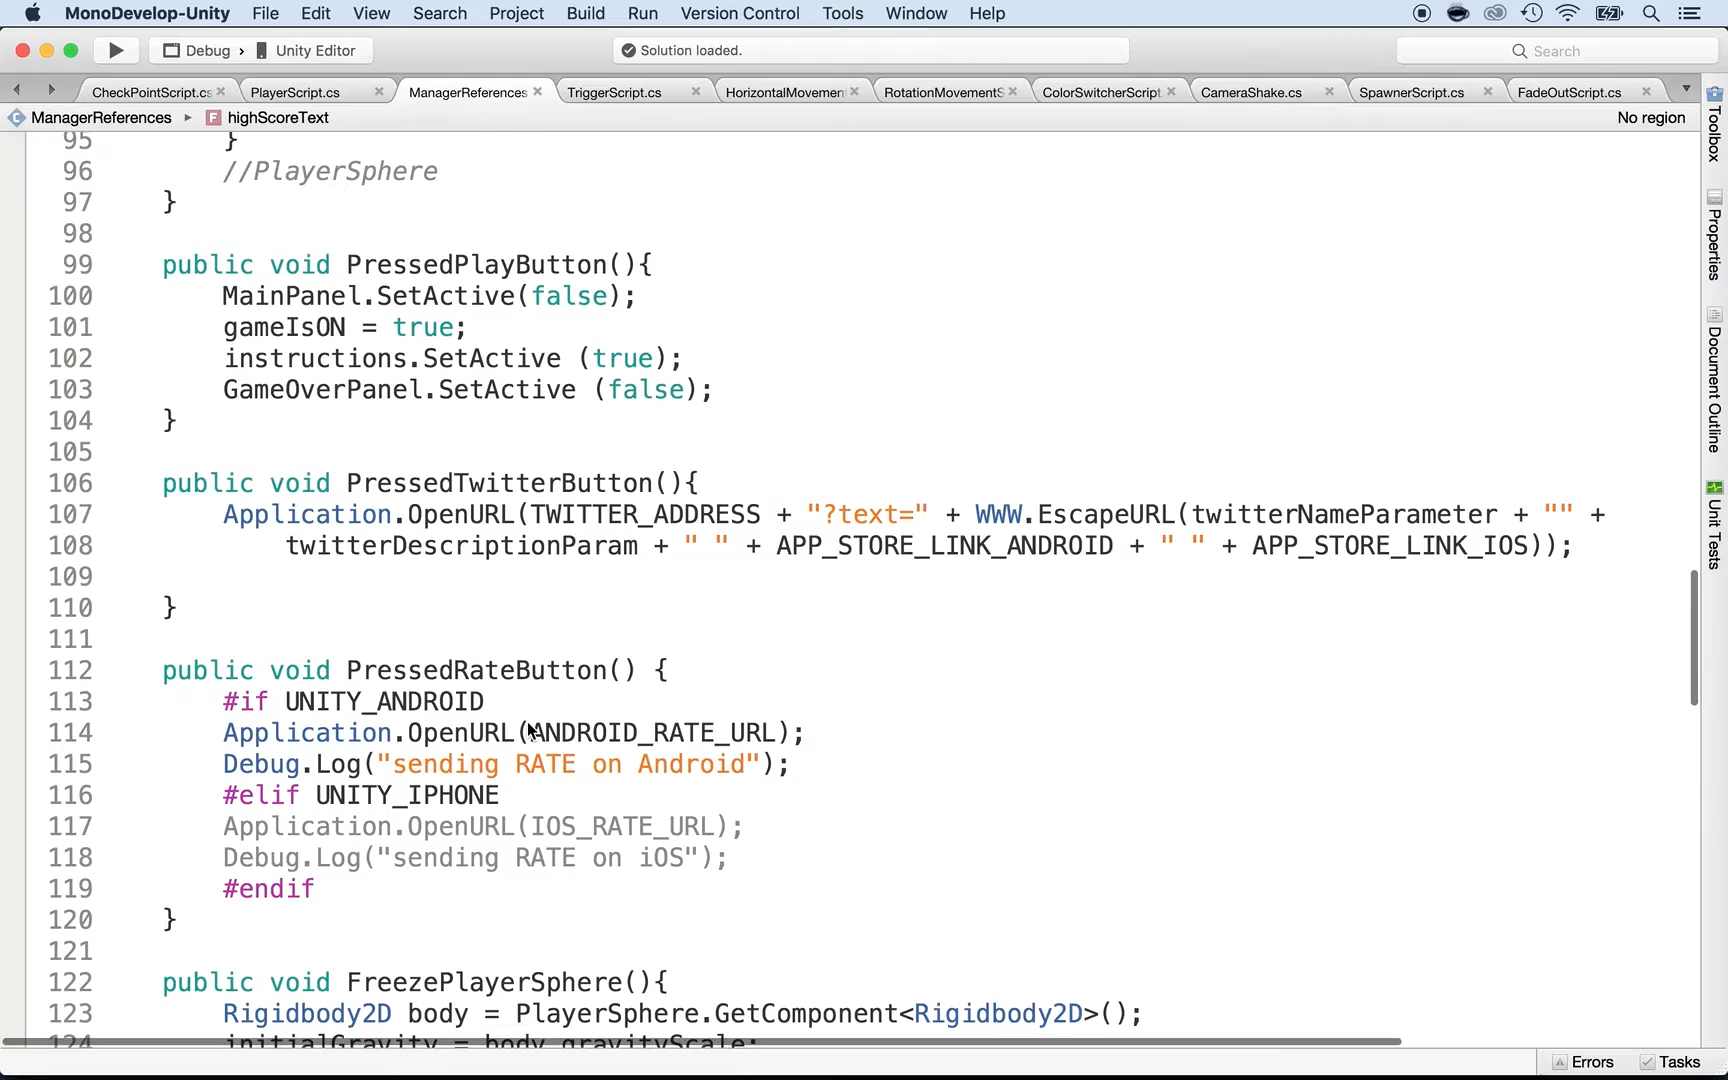 MonoDevelop-Unity File Edit View Search Project Build Run Version Control Tools Window Help
Debug › Unity Editor
Solution loaded.
Search
CheckPointScript.cs PlayerScript.cs ManagerReferences TriggerScript.cs HorizontalMovement RotationMovementS ColorSwitcherScript CameraShake.cs SpawnerScript.cs FadeOutScript.cs
ManagerReferences highScoreText No region
95 }
96 //PlayerSphere
97 }
98
99 public void PressedPlayButton(){
100 MainPanel.SetActive(false);
101 gameIsON = true;
102 instructions.SetActive (true);
103 GameOverPanel.SetActive (false);
104 }
105
106 public void PressedTwitterButton(){
107 Application.OpenURL(TWITTER_ADDRESS + "?text=" + WWW.EscapeURL(twitterNameParameter + "" +
108 twitterDescriptionParam + " " + APP_STORE_LINK_ANDROID + " " + APP_STORE_LINK_IOS));
109
110 }
111
112 public void PressedRateButton() {
113 #if UNITY_ANDROID
114 Application.OpenURL(ANDROID_RATE_URL);
115 Debug.Log("sending RATE on Android");
116 #elif UNITY_IPHONE
117 Application.OpenURL(IOS_RATE_URL);
118 Debug.Log("sending RATE on iOS");
119 #endif
120 }
121
122 public void FreezePlayerSphere(){
123 Rigidbody2D body = PlayerSphere.GetComponent<Rigidbody2D>();
124 initialGravity = body.gravityScale;
Toolbox
Properties
Document Outline
Unit Tests
Errors Tasks